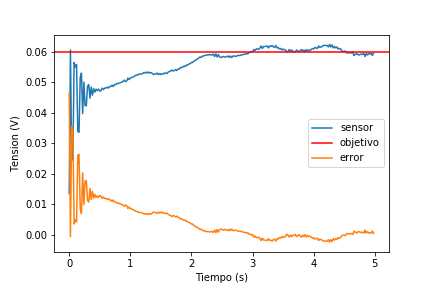 0.06
0.05
0.04
0.03
0.02
0.01
0.00
Tension (V)
sensor
objetivo
error
0 1 2 3 4 5
Tiempo (s)